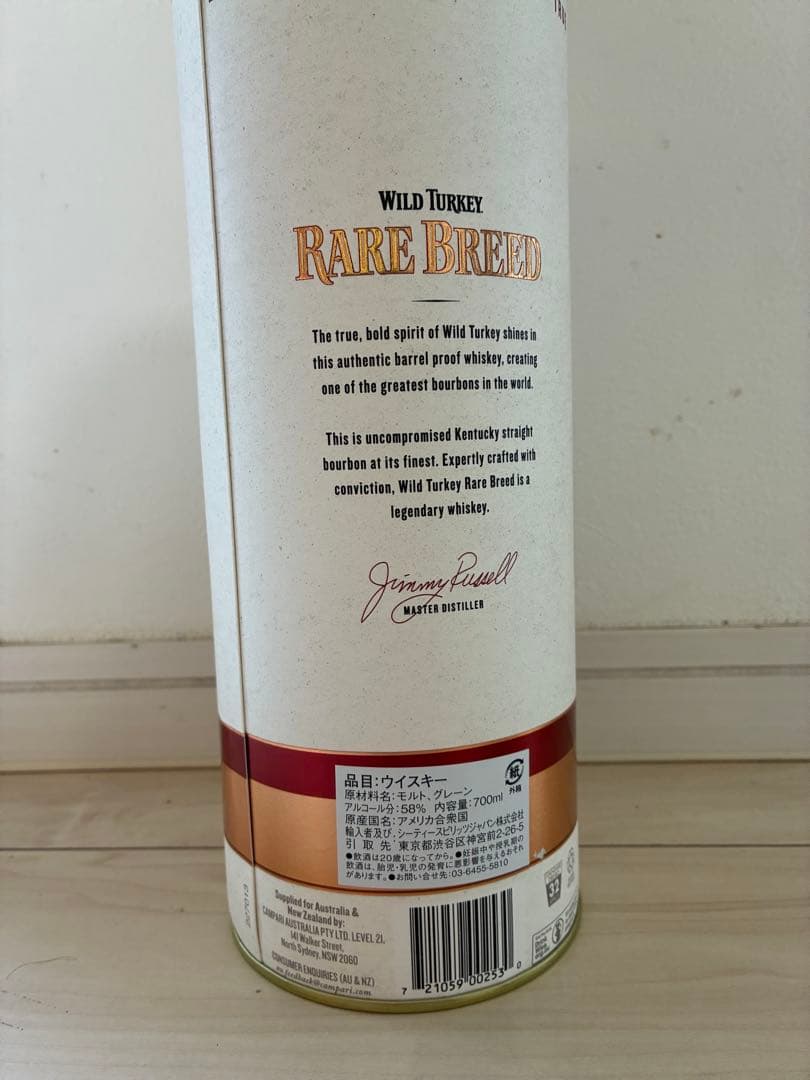 WILD TURKEY
RARE BREED
The true, bold spirit of Wild Turkey shines in
this authentic barrel proof whiskey, creating
one of the greatest bourbons in the world.
This is uncompromised Kentucky straight
bourbon at its finest. Expertly crafted with
conviction, Wild Turkey Rare Breed is a
legendary whiskey.
Jimmy Russell
MASTER DISTILLER
品目:ウイスキー
紙
外箱
原材料名:モルト、グレーン
アルコール分:58% 内容量:700ml
原産国名:アメリカ合衆国
輸入者及び、シーティースピリッツジャパン株式会社
引取先 東京都渋谷区神宮前2-26-5
●飲酒は20歳になってから。●妊娠中や授乳期の
飲酒は、胎児・乳児の発育に悪影響を与えるおそれ
があります。●お問い合せ先:03-6455-5810
Supplied for Australia &
New Zealand by:
CAMPARI AUSTRALIA PTY LTD. LEVEL 21,
141 Walker Street,
North Sydney, NSW 2060
CONSUMER ENQUIRIES (AU & NZ)
au.feedback@campari.com
32
7 21059 00253 0